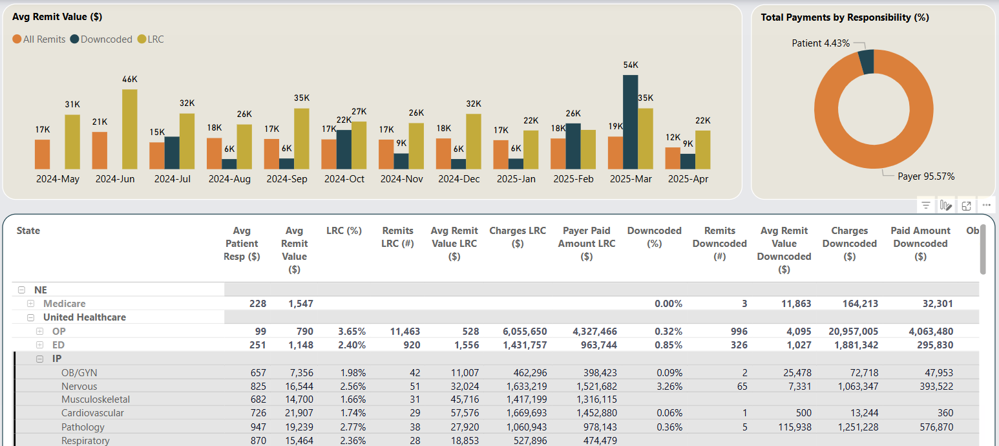 Avg Remit Value ($)
All Remits Downcoded LRC
17K 31K 21K 46K 15K 32K 18K 6K 26K 17K 6K 35K 17K 22K 27K 17K 9K 26K 18K 6K 32K 17K 6K 22K 18K 26K 19K 54K 35K 12K 9K 22K
2024-May 2024-Jun 2024-Jul 2024-Aug 2024-Sep 2024-Oct 2024-Nov 2024-Dec 2025-Jan 2025-Feb 2025-Mar 2025-Apr
Total Payments by Responsibility (%)
Patient 4.43%
Payer 95.57%
State Avg Patient Resp ($) Avg Remit Value ($) LRC (%) Remits LRC (#) Avg Remit Value LRC ($) Charges LRC ($) Payer Paid Amount LRC ($) Downcoded (%) Remits Downcoded (#) Avg Remit Value Downcoded ($) Charges Downcoded ($) Paid Amount Downcoded ($) Ob
NE
Medicare 228 1,547 0.00% 3 11,863 164,213 32,301
United Healthcare
OP 99 790 3.65% 11,463 528 6,055,650 4,327,466 0.32% 996 4,095 20,957,005 4,063,480
ED 251 1,148 2.40% 920 1,556 1,431,757 963,744 0.85% 326 1,027 1,881,342 295,830
IP
OB/GYN 657 7,356 1.98% 42 11,007 462,296 398,423 0.09% 2 25,478 72,718 47,953
Nervous 825 16,544 2.56% 51 32,024 1,633,219 1,521,682 3.26% 65 7,331 1,063,347 393,522
Musculoskeletal 682 14,700 1.66% 31 45,716 1,417,199 1,316,115
Cardiovascular 726 21,907 1.74% 29 57,576 1,669,693 1,452,880 0.06% 1 500 13,244 360
Pathology 947 19,239 2.77% 38 27,920 1,060,943 978,143 0.36% 5 115,938 1,251,228 576,870
Respiratory 870 15,464 2.36% 28 18,853 527,896 474,479